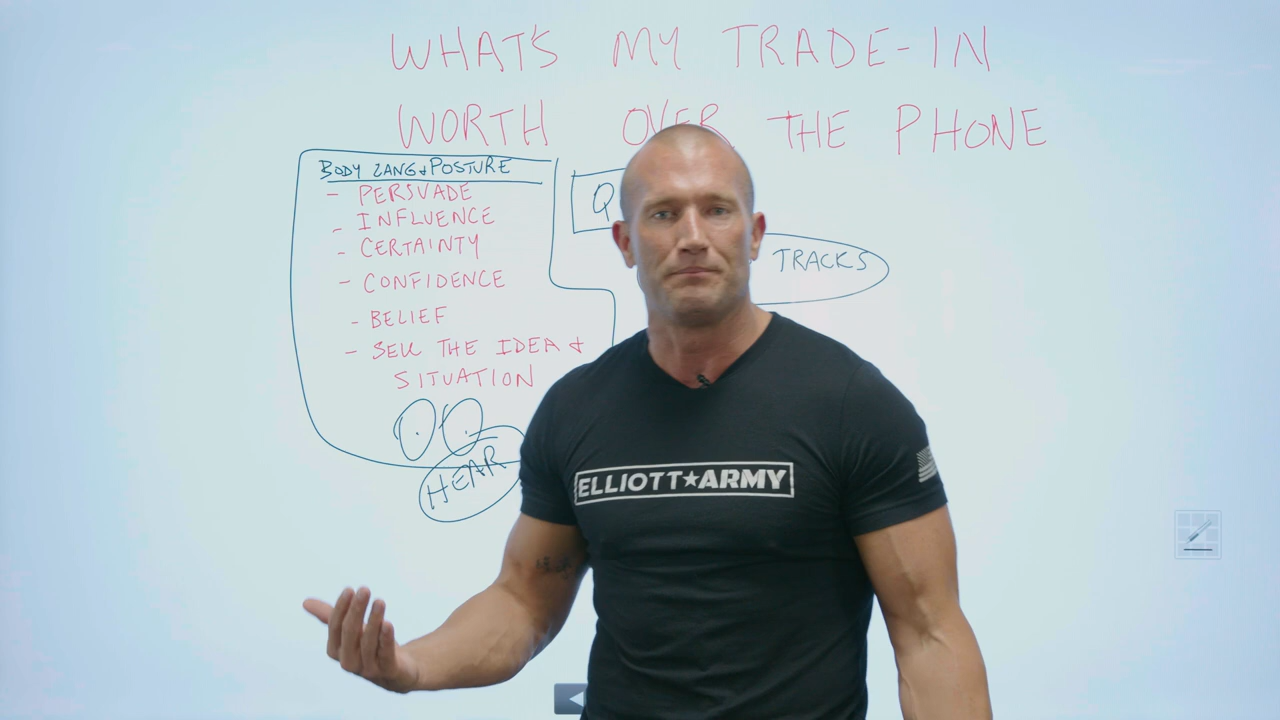 WHAT'S MY TRADE-IN
WORTH OVER THE PHONE
BODY LANG + POSTURE
- PERSUADE
- INFLUENCE
- CERTAINTY
- CONFIDENCE
- BELIEF
- SELL THE IDEA +
SITUATION
HEAR
Q
TRACKS
ELLIOTT★ARMY